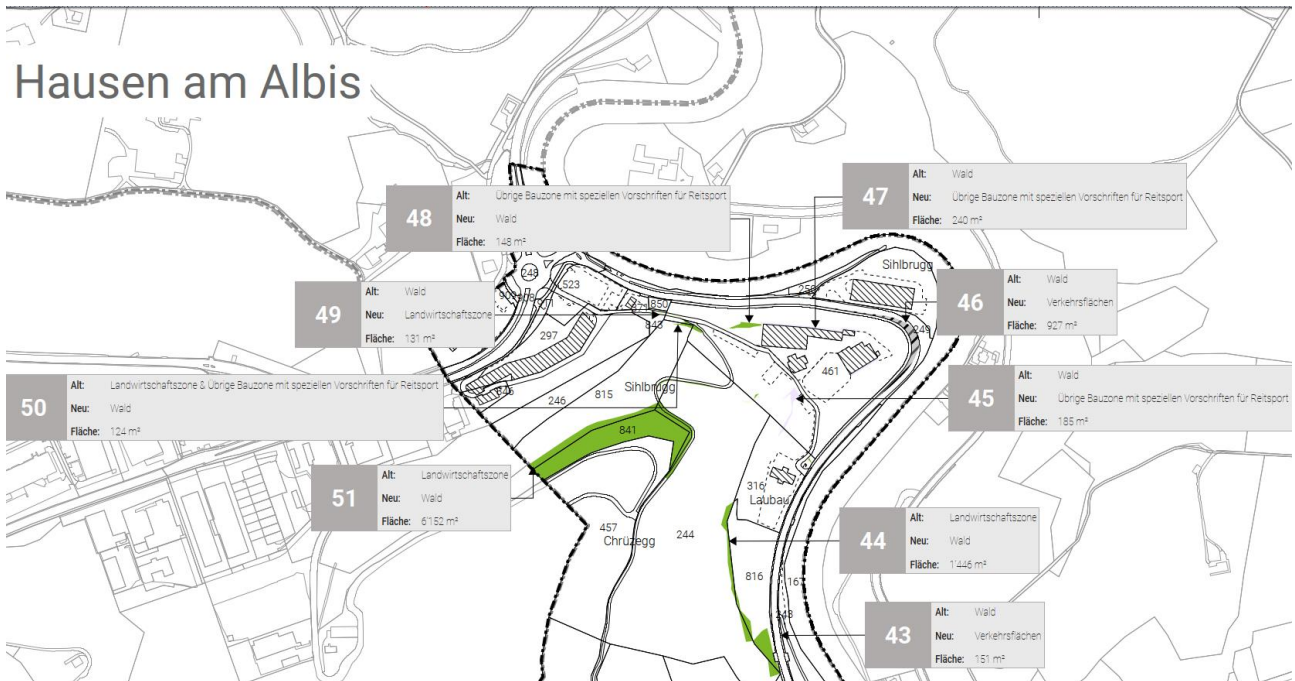 Hausen am Albis
48
Alt: Übrige Bauzone mit speziellen Vorschriften für Reitsport
Neu: Wald
Fläche: 148 m²
47
Alt: Wald
Neu: Übrige Bauzone mit speziellen Vorschriften für Reitsport
Fläche: 240 m²
Sihlbrugg
248
523
850
843
249
49
Alt: Wald
Neu: Landwirtschaftszone
Fläche: 131 m²
46
Alt: Wald
Neu: Verkehrsflächen
Fläche: 927 m²
297
461
50
Alt: Landwirtschaftszone & Übrige Bauzone mit speziellen Vorschriften für Reitsport
Neu: Wald
Fläche: 124 m²
Sihlbrugg
246
815
45
Alt: Wald
Neu: Übrige Bauzone mit speziellen Vorschriften für Reitsport
Fläche: 185 m²
841
51
Alt: Landwirtschaftszone
Neu: Wald
Fläche: 6'152 m²
316
Laubau
457
Chrüzegg
244
44
Alt: Landwirtschaftszone
Neu: Wald
Fläche: 1'446 m²
816
167
243
43
Alt: Wald
Neu: Verkehrsflächen
Fläche: 151 m²